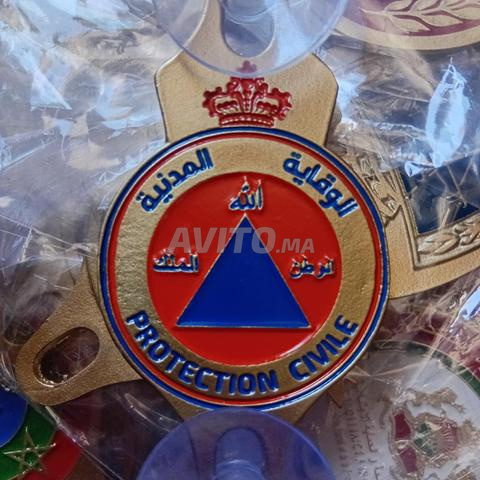 الوقاية المدنية
الله
الوطن الملك
AVITO.MA
PROTECTION CIVILE